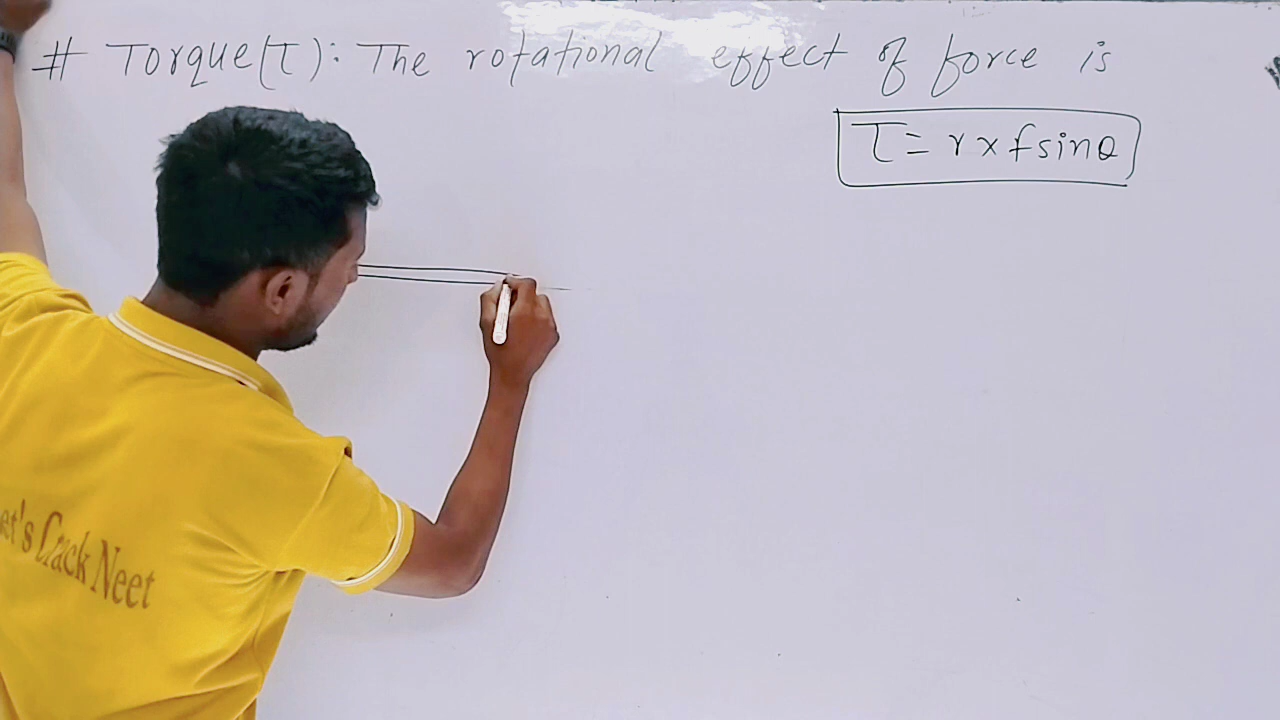 # Torque(τ): The rotational effect of force is
τ = r x f sinθ
et's Crack Neet